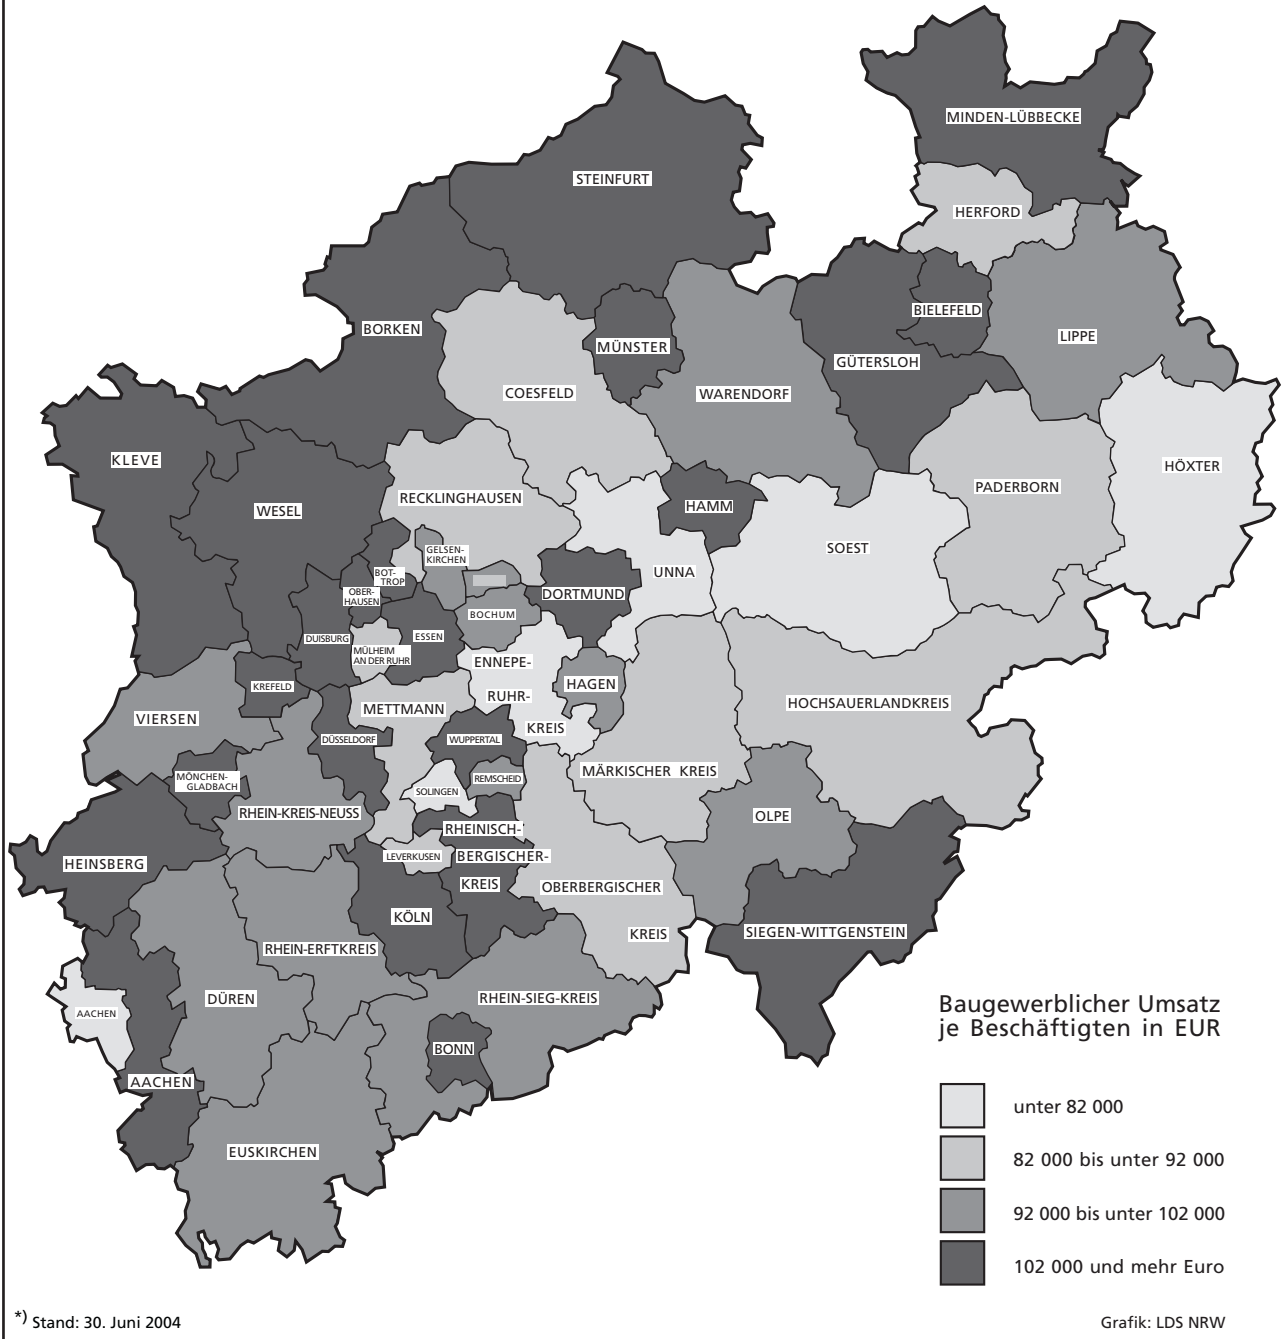 MINDEN-LÜBBECKE
STEINFURT
HERFORD
BIELEFELD
BORKEN
LIPPE
MÜNSTER
GÜTERSLOH
COESFELD
WARENDORF
KLEVE
HÖXTER
PADERBORN
RECKLINGHAUSEN
HAMM
WESEL
SOEST
GELSEN-
KIRCHEN
UNNA
BOT-
TROP
OBER-
HAUSEN
DORTMUND
BOCHUM
DUISBURG
ESSEN
MÜLHEIM
AN DER RUHR
ENNEPE-
RUHR-
KREIS
HAGEN
KREFELD
HOCHSAUERLANDKREIS
METTMANN
VIERSEN
DÜSSELDORF
WUPPERTAL
MÄRKISCHER KREIS
MÖNCHEN-
GLADBACH
REMSCHEID
SOLINGEN
RHEIN-KREIS-NEUSS
OLPE
RHEINISCH-
BERGISCHER-
KREIS
LEVERKUSEN
HEINSBERG
OBERBERGISCHER
KREIS
KÖLN
SIEGEN-WITTGENSTEIN
RHEIN-ERFTKREIS
DÜREN
RHEIN-SIEG-KREIS
AACHEN
BONN
AACHEN
EUSKIRCHEN
Baugewerblicher Umsatz
je Beschäftigten in EUR
unter 82 000
82 000 bis unter 92 000
92 000 bis unter 102 000
102 000 und mehr Euro
*) Stand: 30. Juni 2004
Grafik: LDS NRW